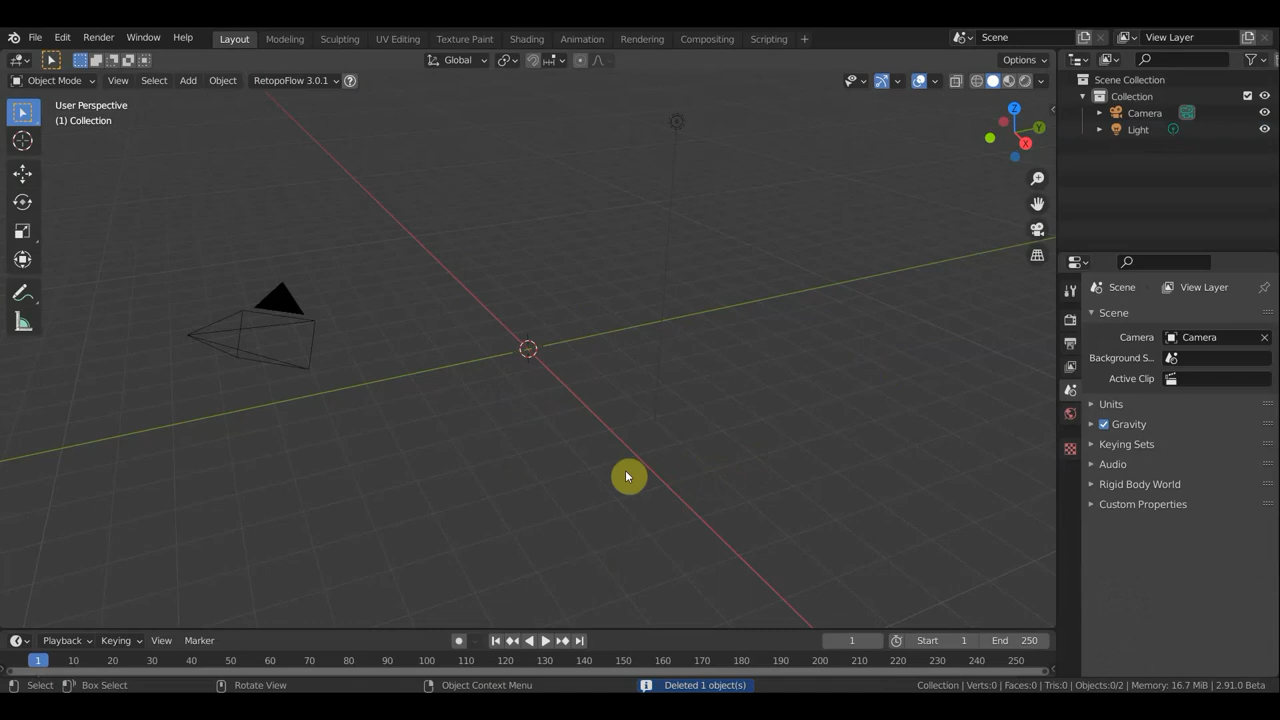 File Edit Render Window Help Layout Modeling Sculpting UV Editing Texture Paint Shading Animation Rendering Compositing Scripting + Scene View Layer
Global Options
Object Mode View Select Add Object RetopoFlow 3.0.1
User Perspective
(1) Collection
Z
Y
X
Scene Collection
Collection
Camera
Light
Scene View Layer
Scene
Camera Camera
Background S...
Active Clip
Units
Gravity
Keying Sets
Audio
Rigid Body World
Custom Properties
Playback Keying View Marker 1 Start 1 End 250
1 10 20 30 40 50 60 70 80 90 100 110 120 130 140 150 160 170 180 190 200 210 220 230 240 250
Select Box Select Rotate View Object Context Menu Deleted 1 object(s) Collection | Verts:0 | Faces:0 | Tris:0 | Objects:0/2 | Memory: 16.7 MiB | 2.91.0 Beta